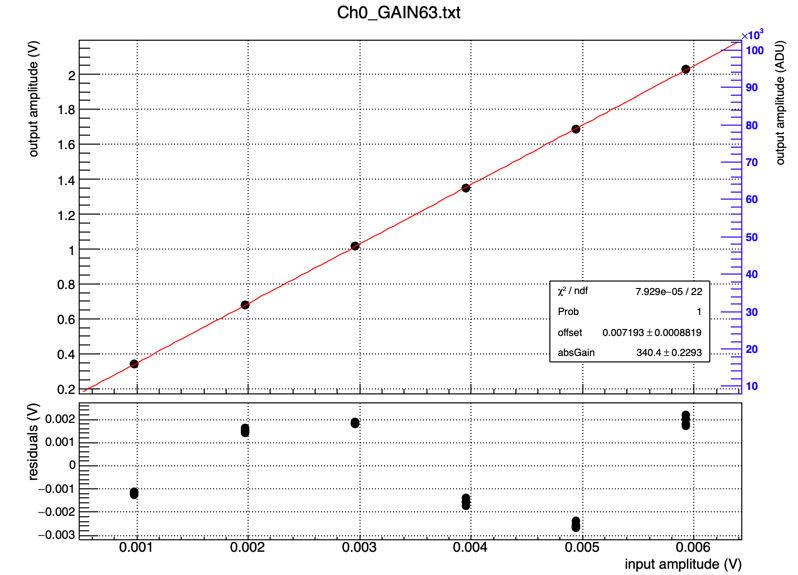 Ch0_GAIN63.txt
output amplitude (V)
2
1.8
1.6
1.4
1.2
1
0.8
0.6
0.4
0.2
×10³
100
90
80
70
60
50
40
30
20
10
output amplitude (ADU)
χ² / ndf 7.929e−05 / 22
Prob 1
offset 0.007193 ± 0.0008819
absGain 340.4 ± 0.2293
residuals (V)
0.002
0.001
0
−0.001
−0.002
−0.003
0.001 0.002 0.003 0.004 0.005 0.006
input amplitude (V)